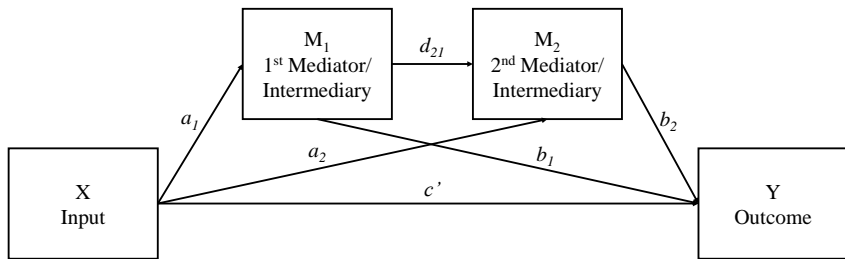 M₁
1ˢᵗ Mediator/
Intermediary
d₂₁
M₂
2ⁿᵈ Mediator/
Intermediary
a₁
a₂
b₁
b₂
X
Input
c’
Y
Outcome